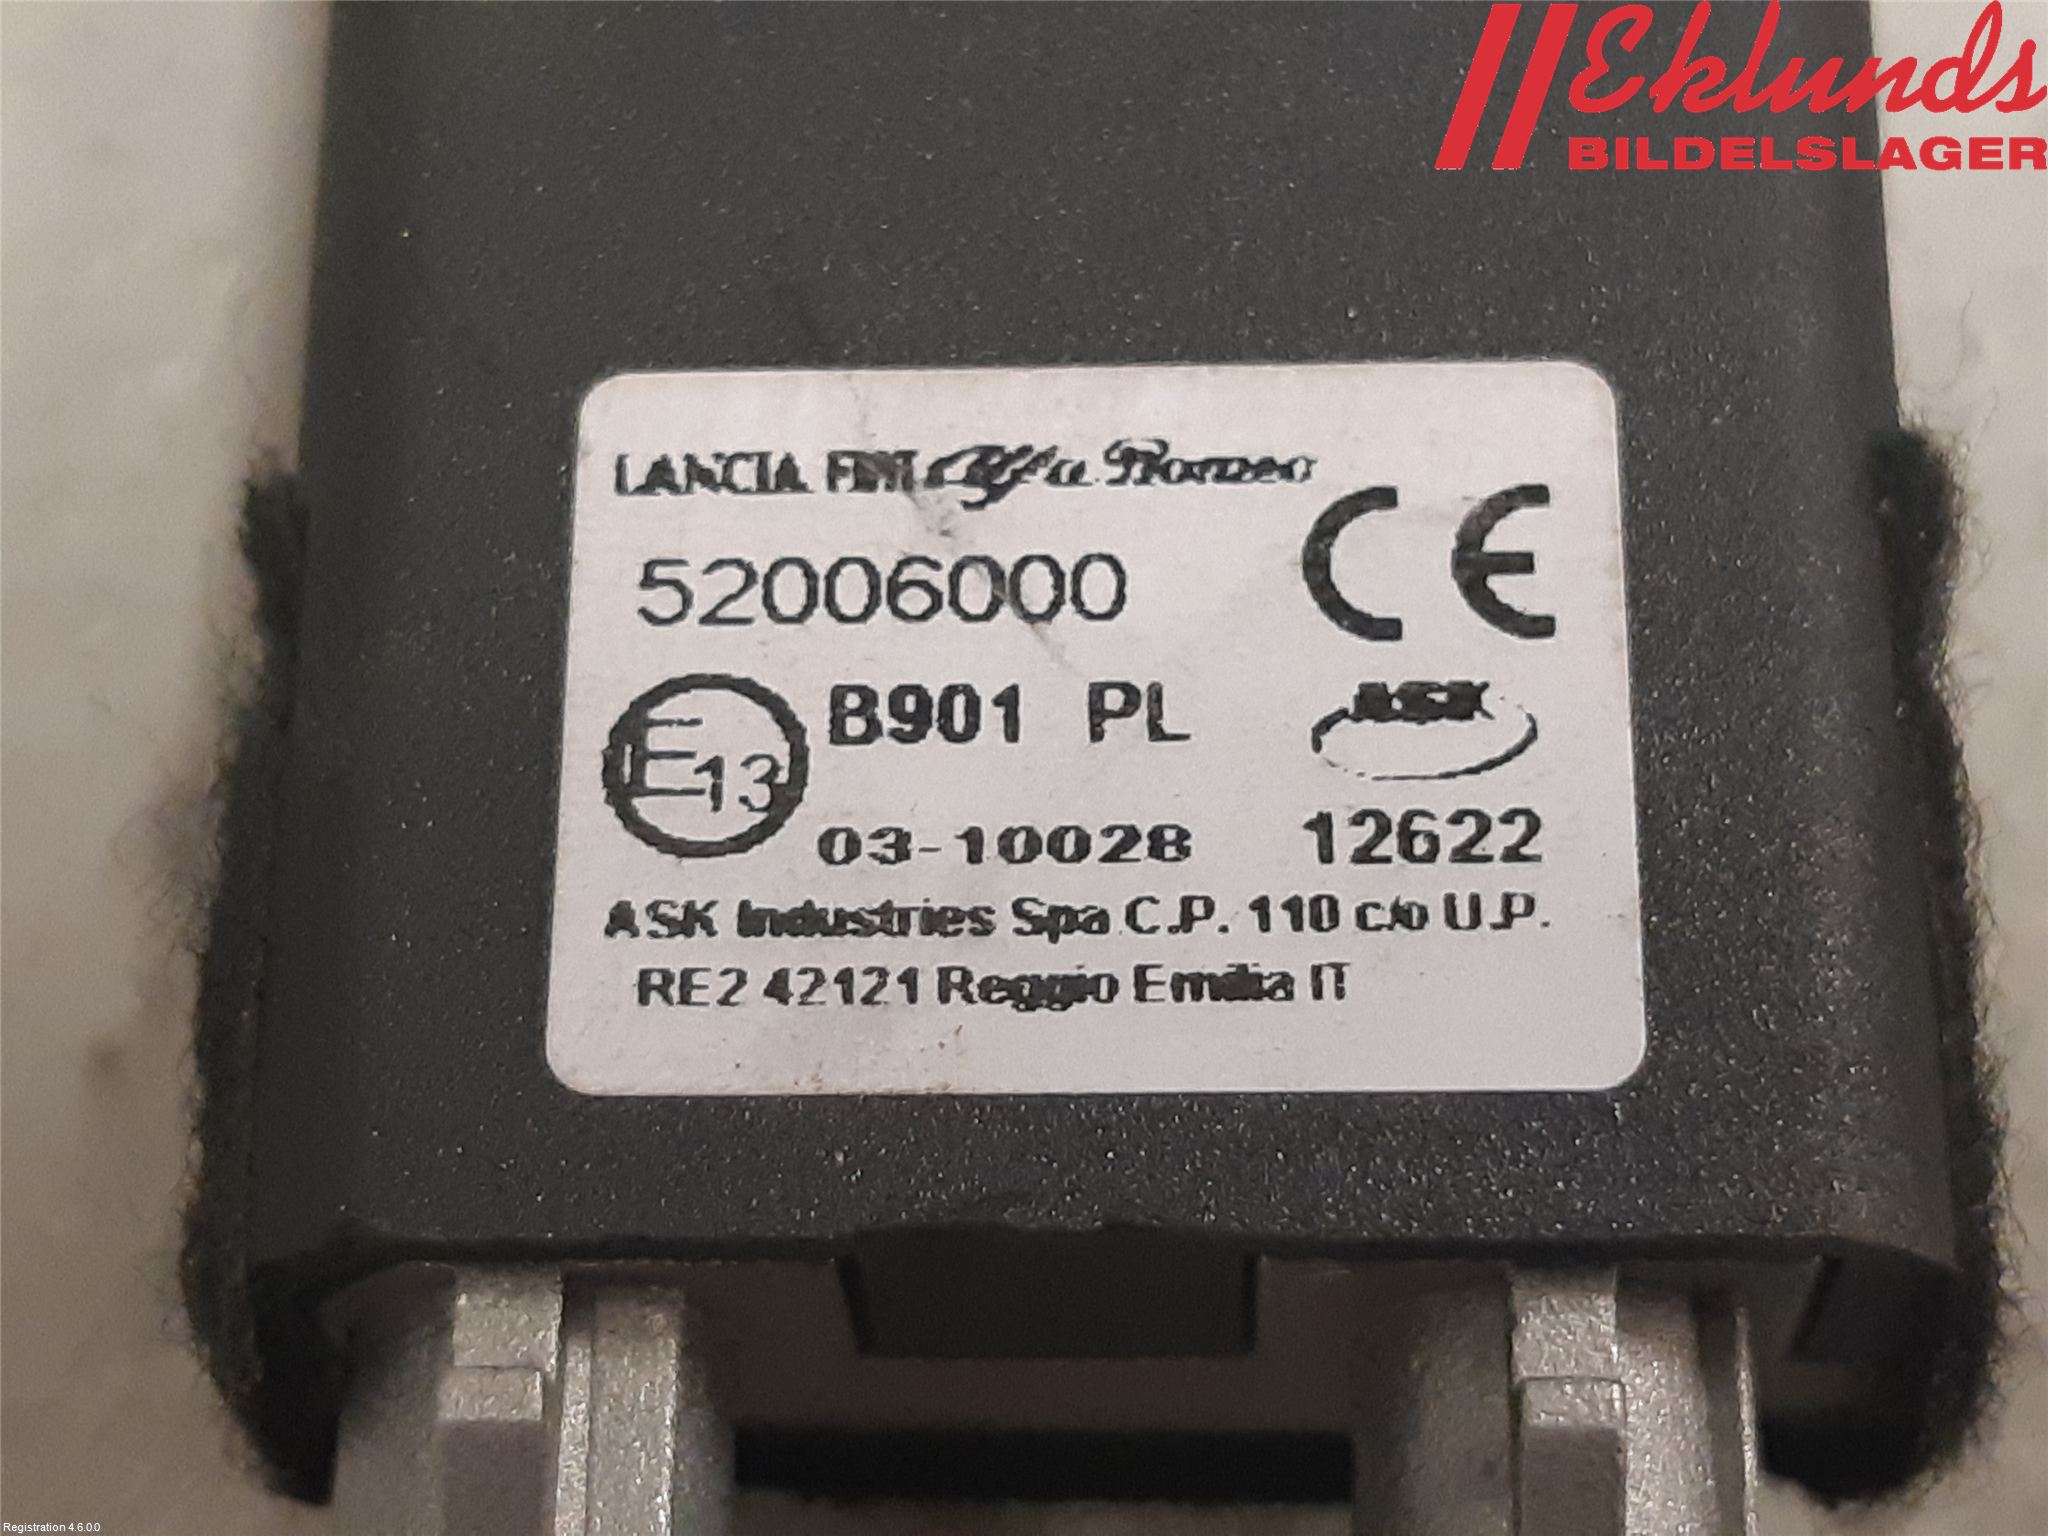 Eklunds
BILDELSLAGER
LANCIA FIAT Alfa Romeo
52006000
CE
E13 B901 PL ASK
03-10028 12622
ASK Industries Spa C.P. 110 c/o U.P.
RE2 42121 Reggio Emilia IT
Registration 4.6.0.0